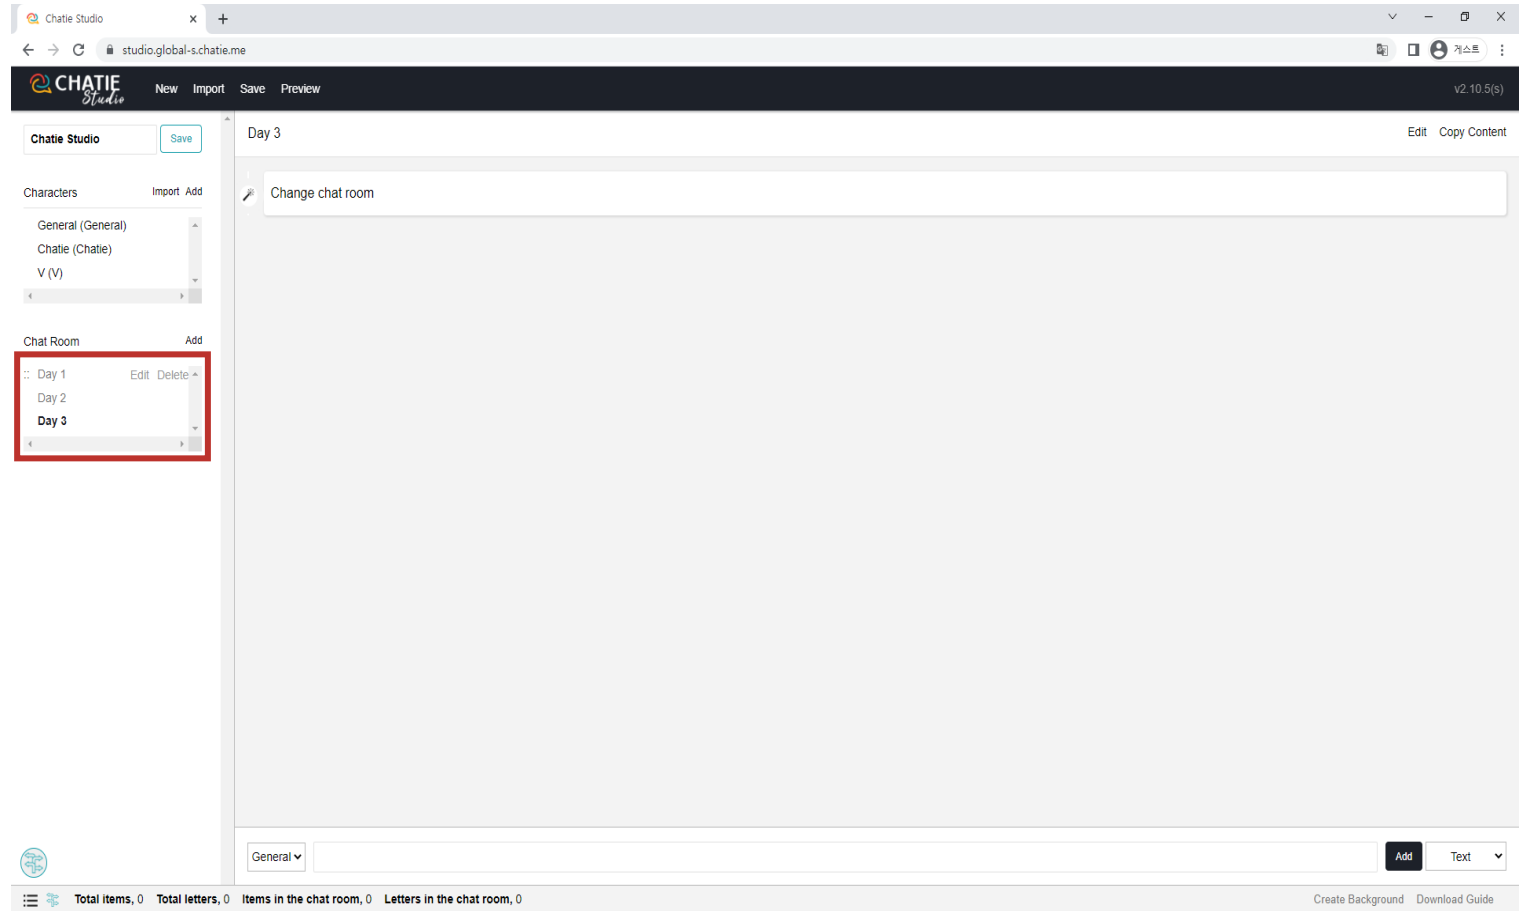 Chatie Studio
studio.global-s.chatie.me
게스트
CHATIE Studio New Import Save Preview v2.10.5(s)
Chatie Studio Save
Day 3 Edit Copy Content
Characters Import Add
Change chat room
General (General)
Chatie (Chatie)
V (V)
Chat Room Add
:: Day 1 Edit Delete
Day 2
Day 3
General Add Text
Total items, 0 Total letters, 0 Items in the chat room, 0 Letters in the chat room, 0 Create Background Download Guide